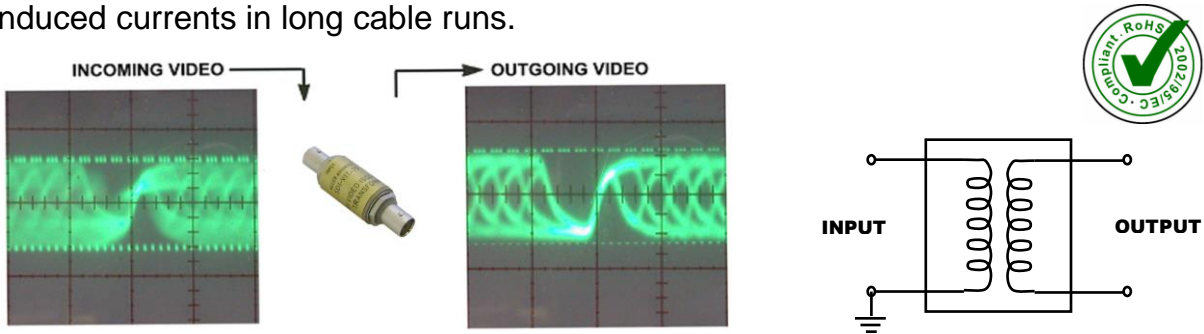 nduced currents in long cable runs.
INCOMING VIDEO
OUTGOING VIDEO
Compliant. RoHS 2002/95/EC.
INPUT
OUTPUT